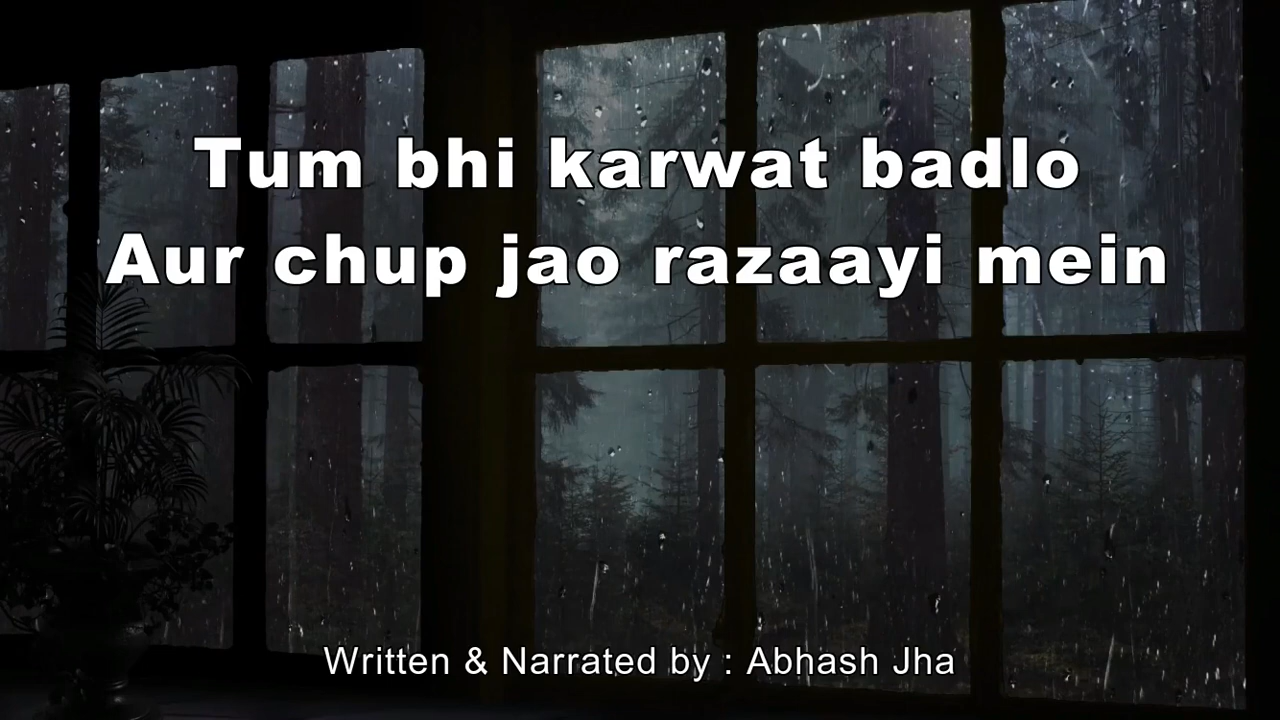 Tum bhi karwat badlo
Aur chup jao razaayi mein
Written & Narrated by : Abhash Jha